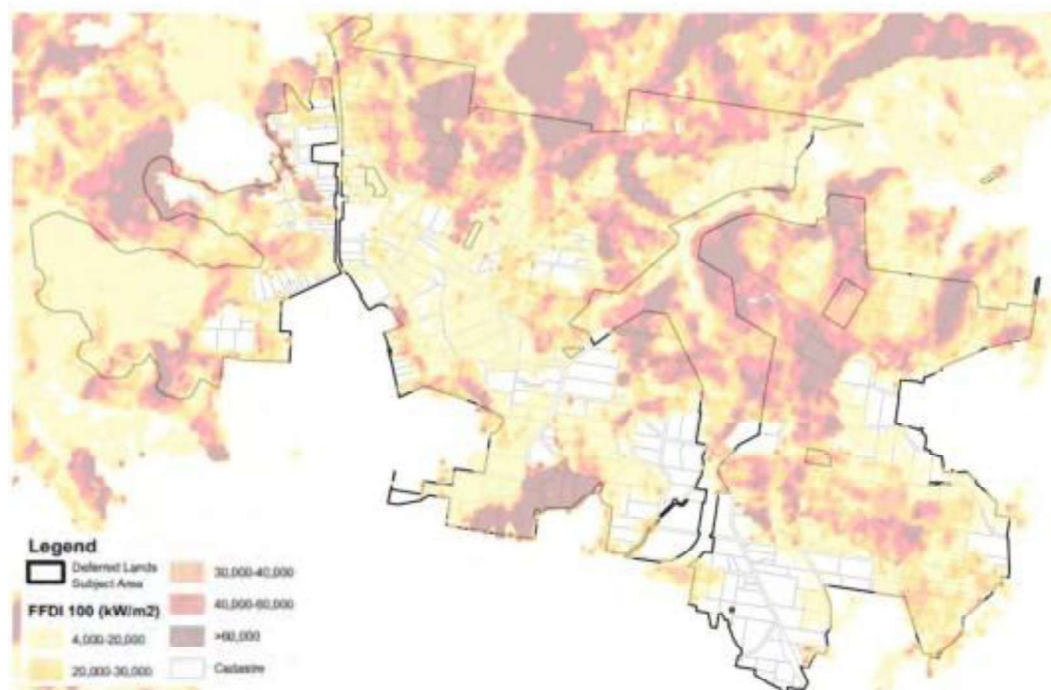 Legend
Deferred Lands
Subject Area
FFDI 100 (kW/m2)
4,000-20,000
20,000-30,000
30,000-40,000
40,000-60,000
>60,000
Cadastre